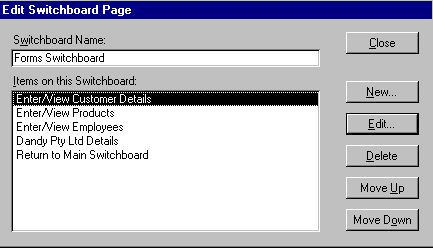 Edit Switchboard Page
Switchboard Name:
Close
Forms Switchboard
Items on this Switchboard:
Enter/View Customer Details
Enter/View Products
Enter/View Employees
Dandy Pty Ltd Details
Return to Main Switchboard
New...
Edit...
Delete
Move Up
Move Down